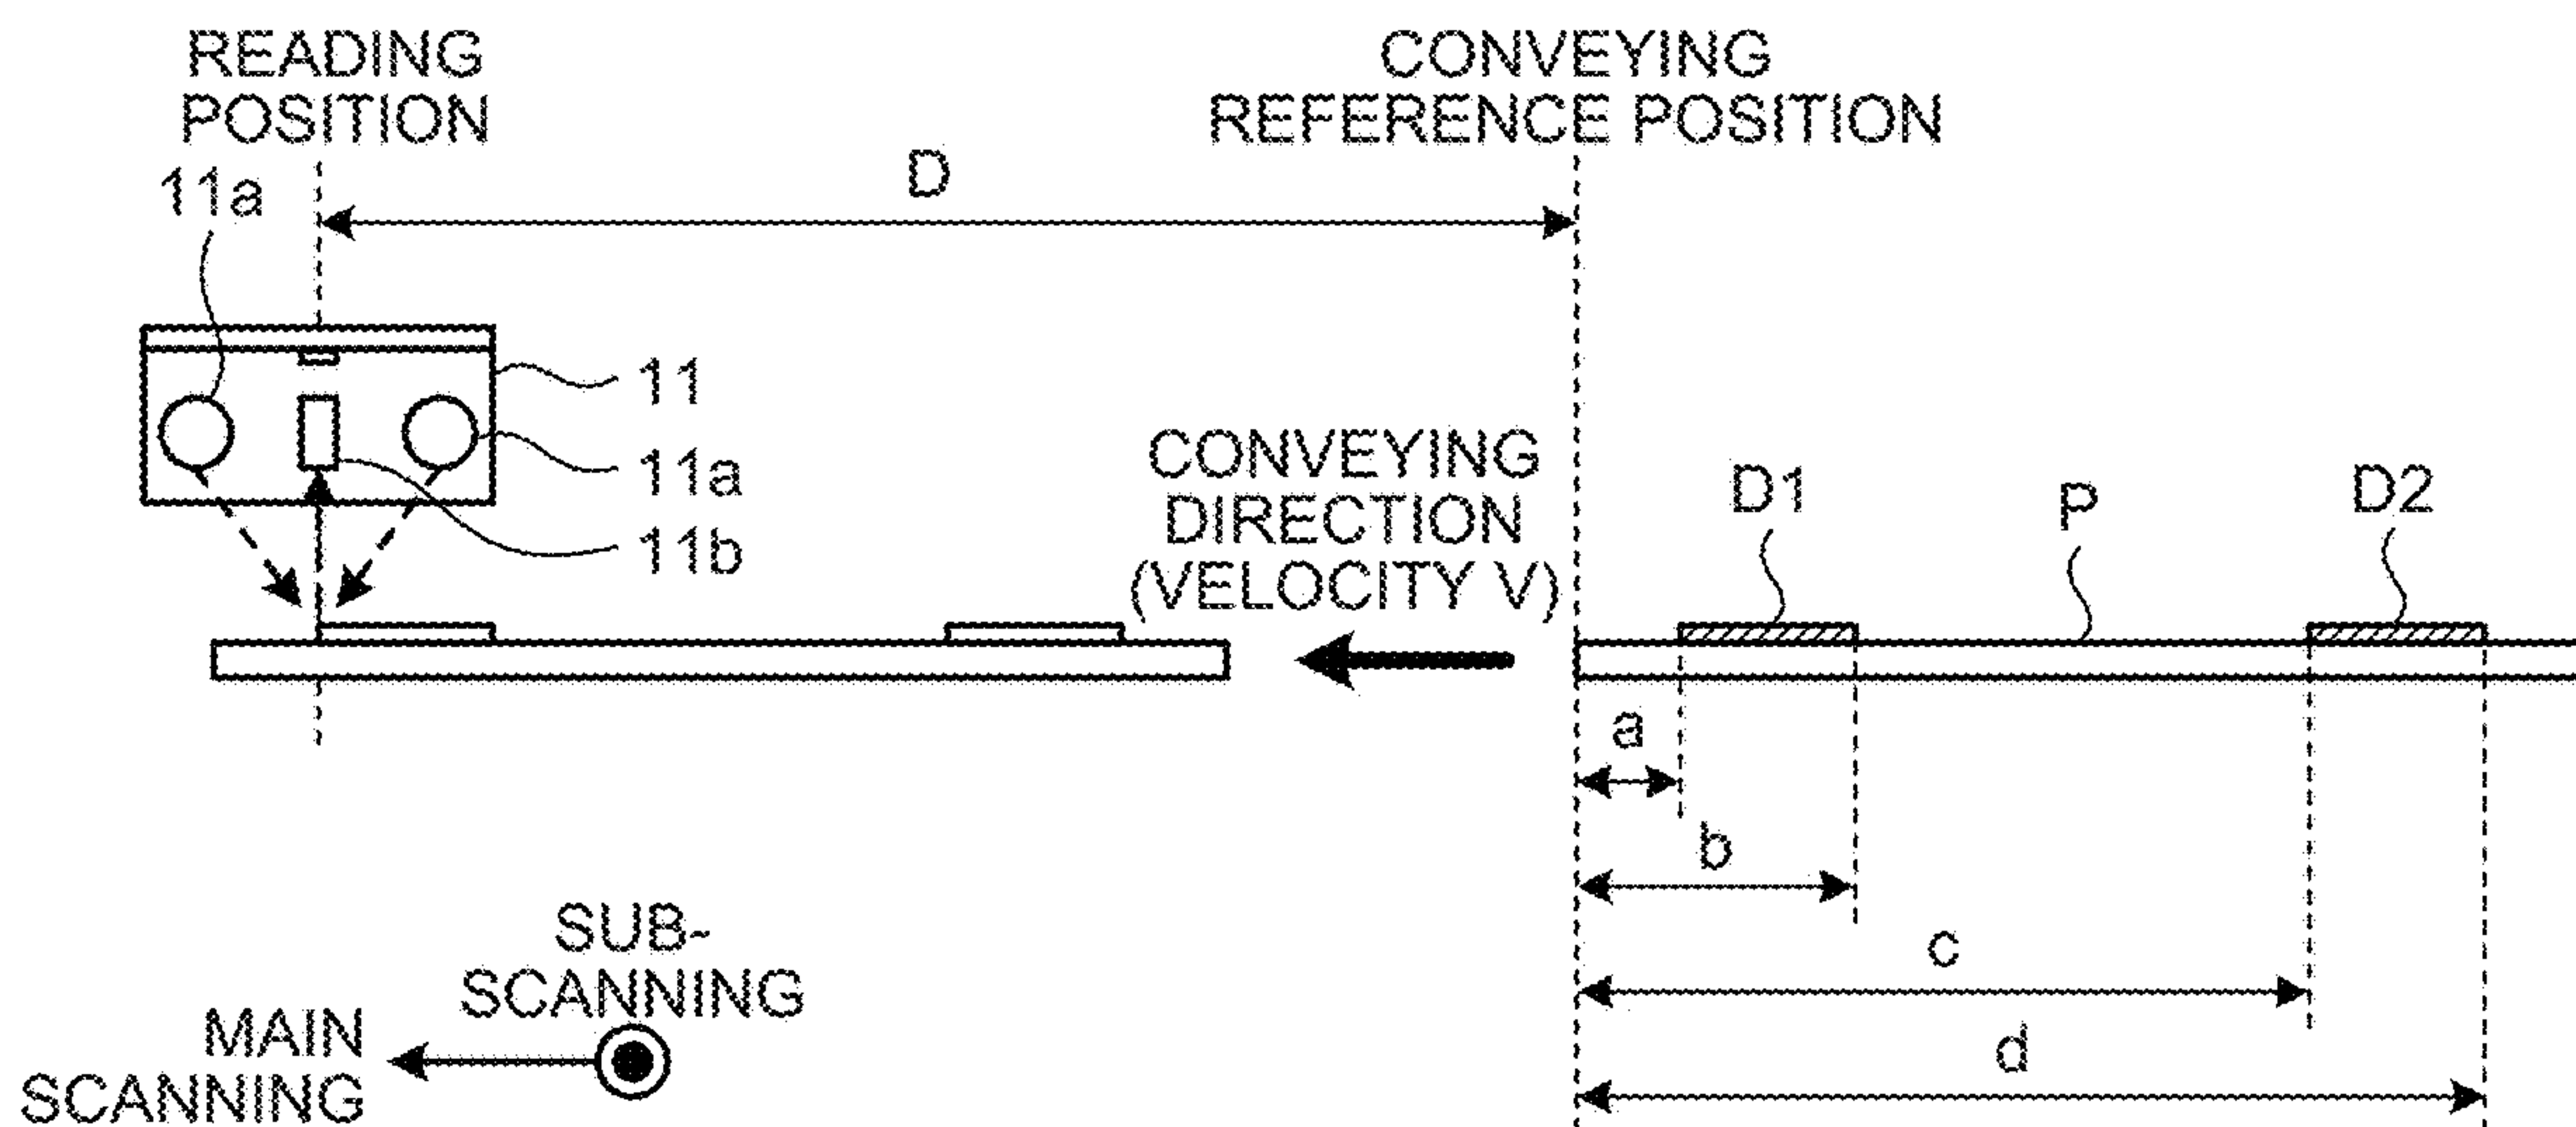 READING
POSITION
CONVEYING
REFERENCE POSITION
D
11a
11
11a
11b
CONVEYING
DIRECTION
(VELOCITY V)
D1
P
D2
a
b
c
d
SUB-
SCANNING
MAIN
SCANNING